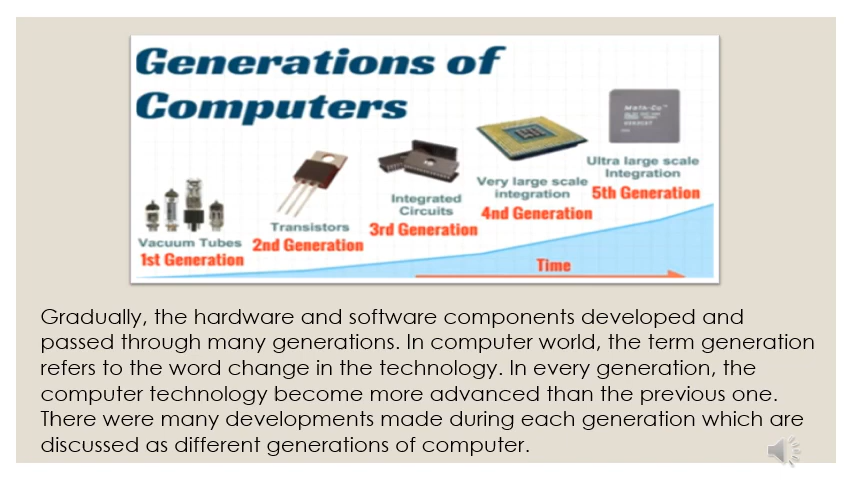 Generations of
Computers
Math-Co™
Ultra large scale
Integration
5th Generation
Very large scale
integration
4nd Generation
Integrated
Circuits
3rd Generation
Transistors
2nd Generation
Vacuum Tubes
1st Generation
Time
Gradually, the hardware and software components developed and
passed through many generations. In computer world, the term generation
refers to the word change in the technology. In every generation, the
computer technology become more advanced than the previous one.
There were many developments made during each generation which are
discussed as different generations of computer.